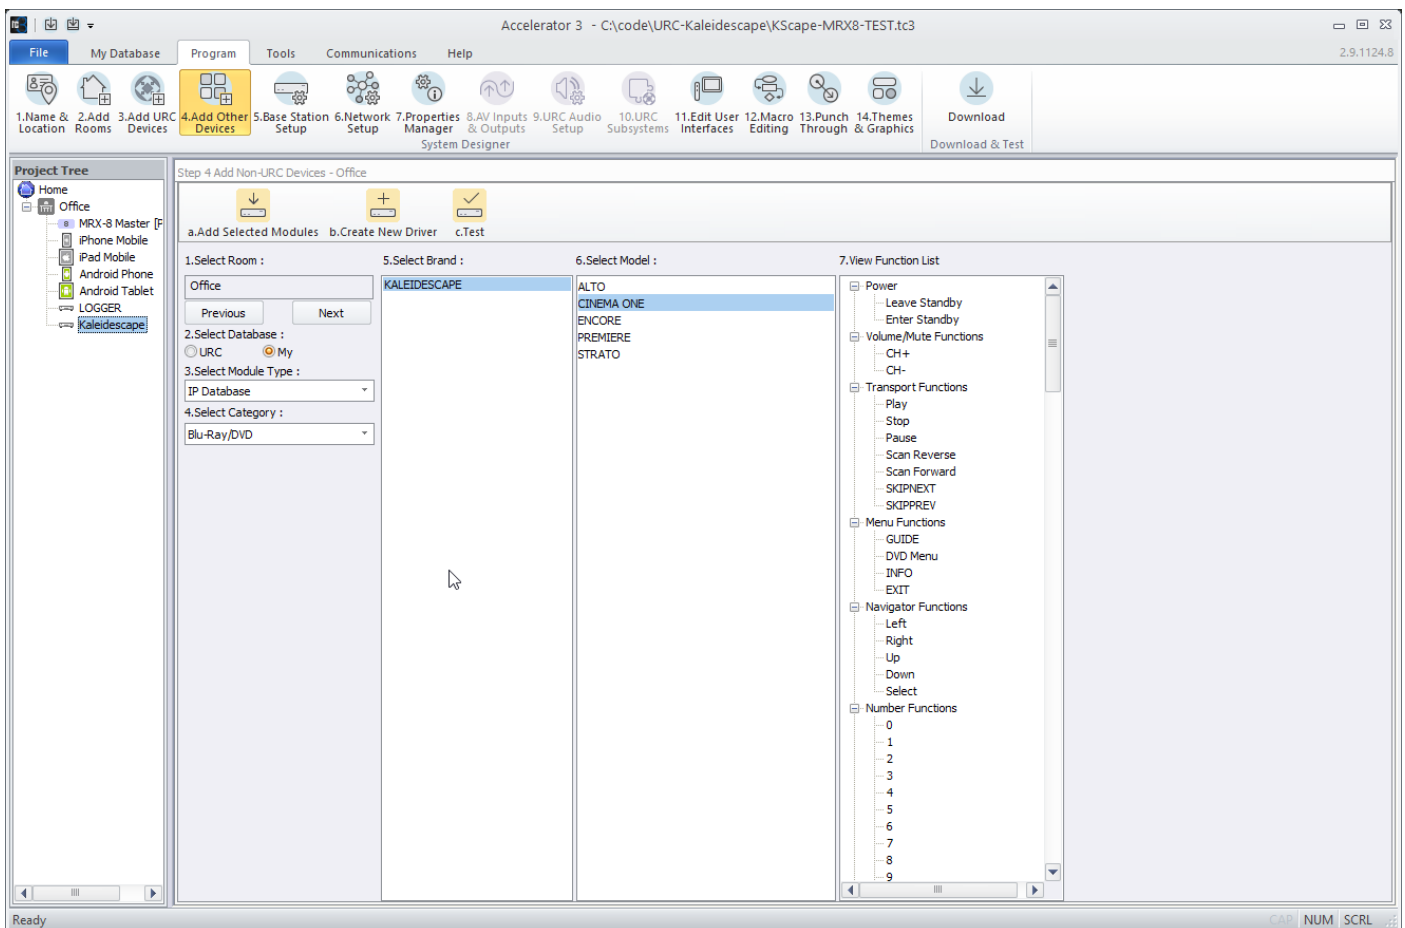 Accelerator 3 - C:\code\URC-Kaleidescape\KScape-MRX8-TEST.tc3
File My Database Program Tools Communications Help 2.9.1124.8
1.Name & Location
2.Add Rooms
3.Add URC Devices
4.Add Other Devices
5.Base Station Setup
6.Network Setup
7.Properties Manager
8.AV Inputs & Outputs
9.URC Audio Setup
10.URC Subsystems
11.Edit User Interfaces
12.Macro Editing
13.Punch Through
14.Themes & Graphics
Download
System Designer
Download & Test
Project Tree
Home
Office
MRX-8 Master [P
iPhone Mobile
iPad Mobile
Android Phone
Android Tablet
LOGGER
Kaleidescape
Step 4 Add Non-URC Devices - Office
a.Add Selected Modules b.Create New Driver c.Test
1.Select Room :
Office
Previous Next
2.Select Database :
URC My
3.Select Module Type :
IP Database
4.Select Category :
Blu-Ray/DVD
5.Select Brand :
KALEIDESCAPE
6.Select Model :
ALTO
CINEMA ONE
ENCORE
PREMIERE
STRATO
7.View Function List
Power
Leave Standby
Enter Standby
Volume/Mute Functions
CH+
CH-
Transport Functions
Play
Stop
Pause
Scan Reverse
Scan Forward
SKIPNEXT
SKIPPREV
Menu Functions
GUIDE
DVD Menu
INFO
EXIT
Navigator Functions
Left
Right
Up
Down
Select
Number Functions
0
1
2
3
4
5
6
7
8
9
Ready CAP NUM SCRL